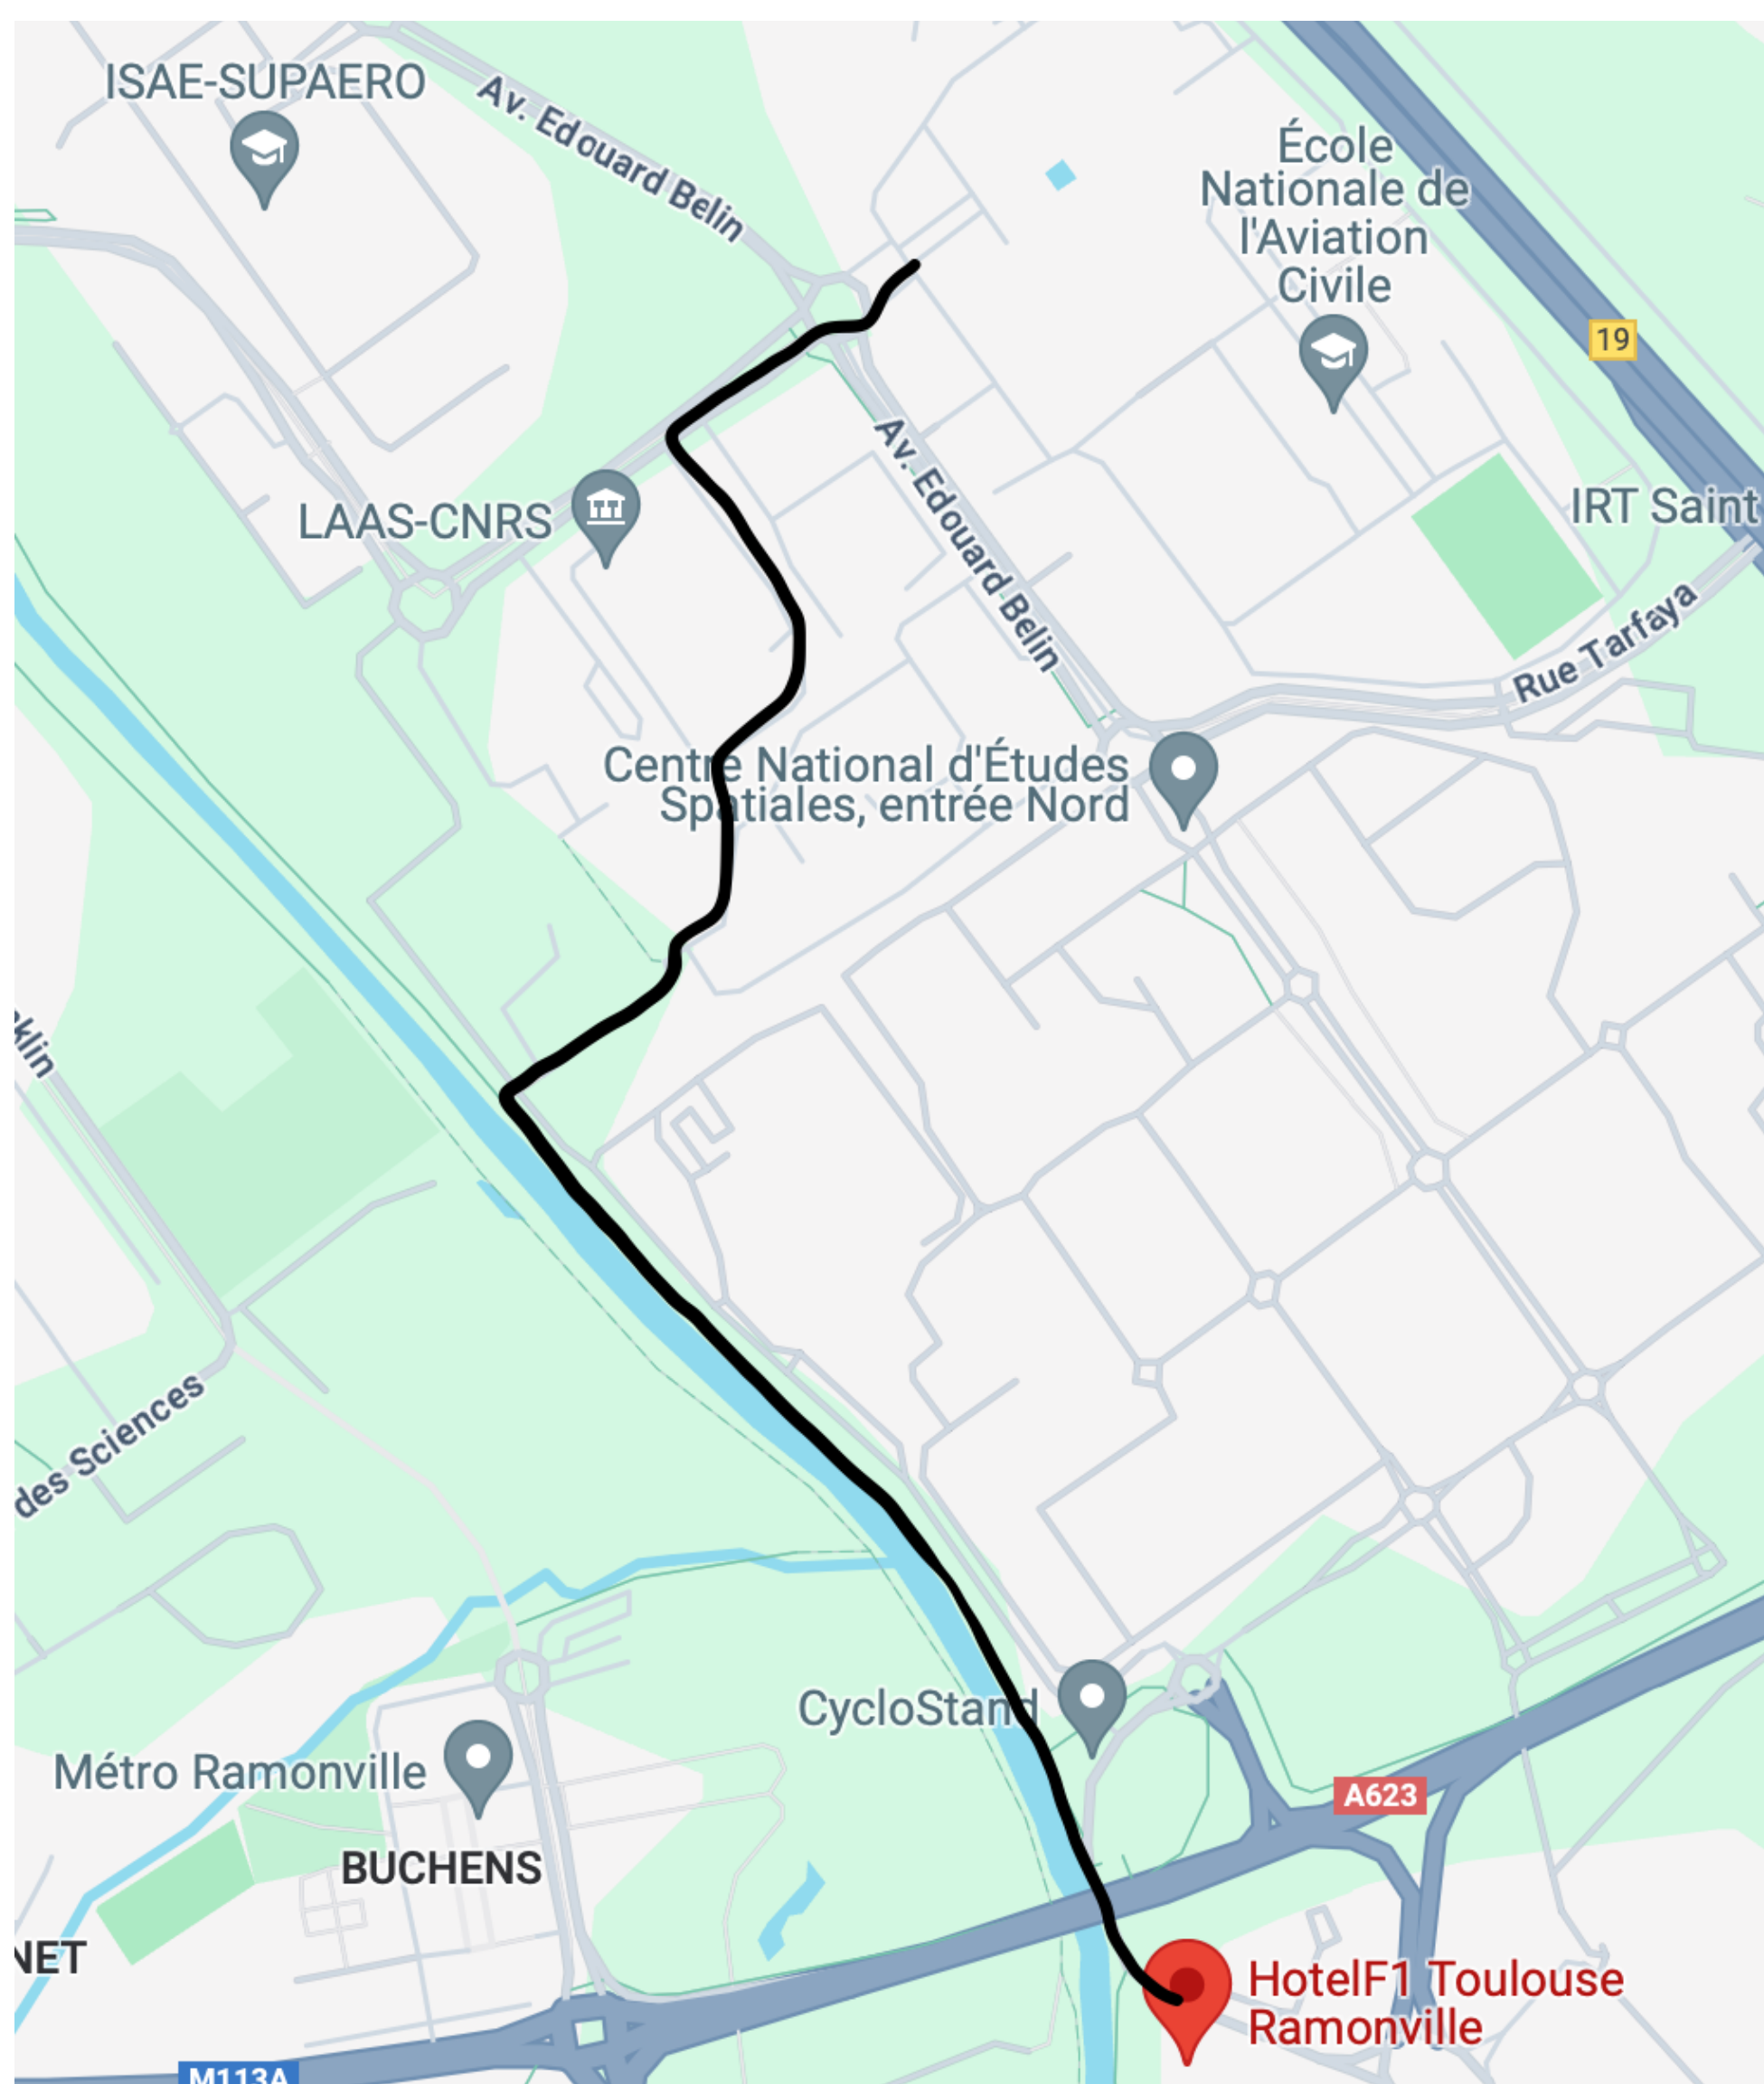 ISAE-SUPAERO
Av. Edouard Belin
École
Nationale de
l'Aviation
Civile
19
Av. Edouard Belin
IRT Saint
LAAS-CNRS
Rue Tarfaya
Centre National d'Études
Spatiales, entrée Nord
klin
des Sciences
CycloStand
Métro Ramonville
A623
BUCHENS
NET
HotelF1 Toulouse
Ramonville
M113A